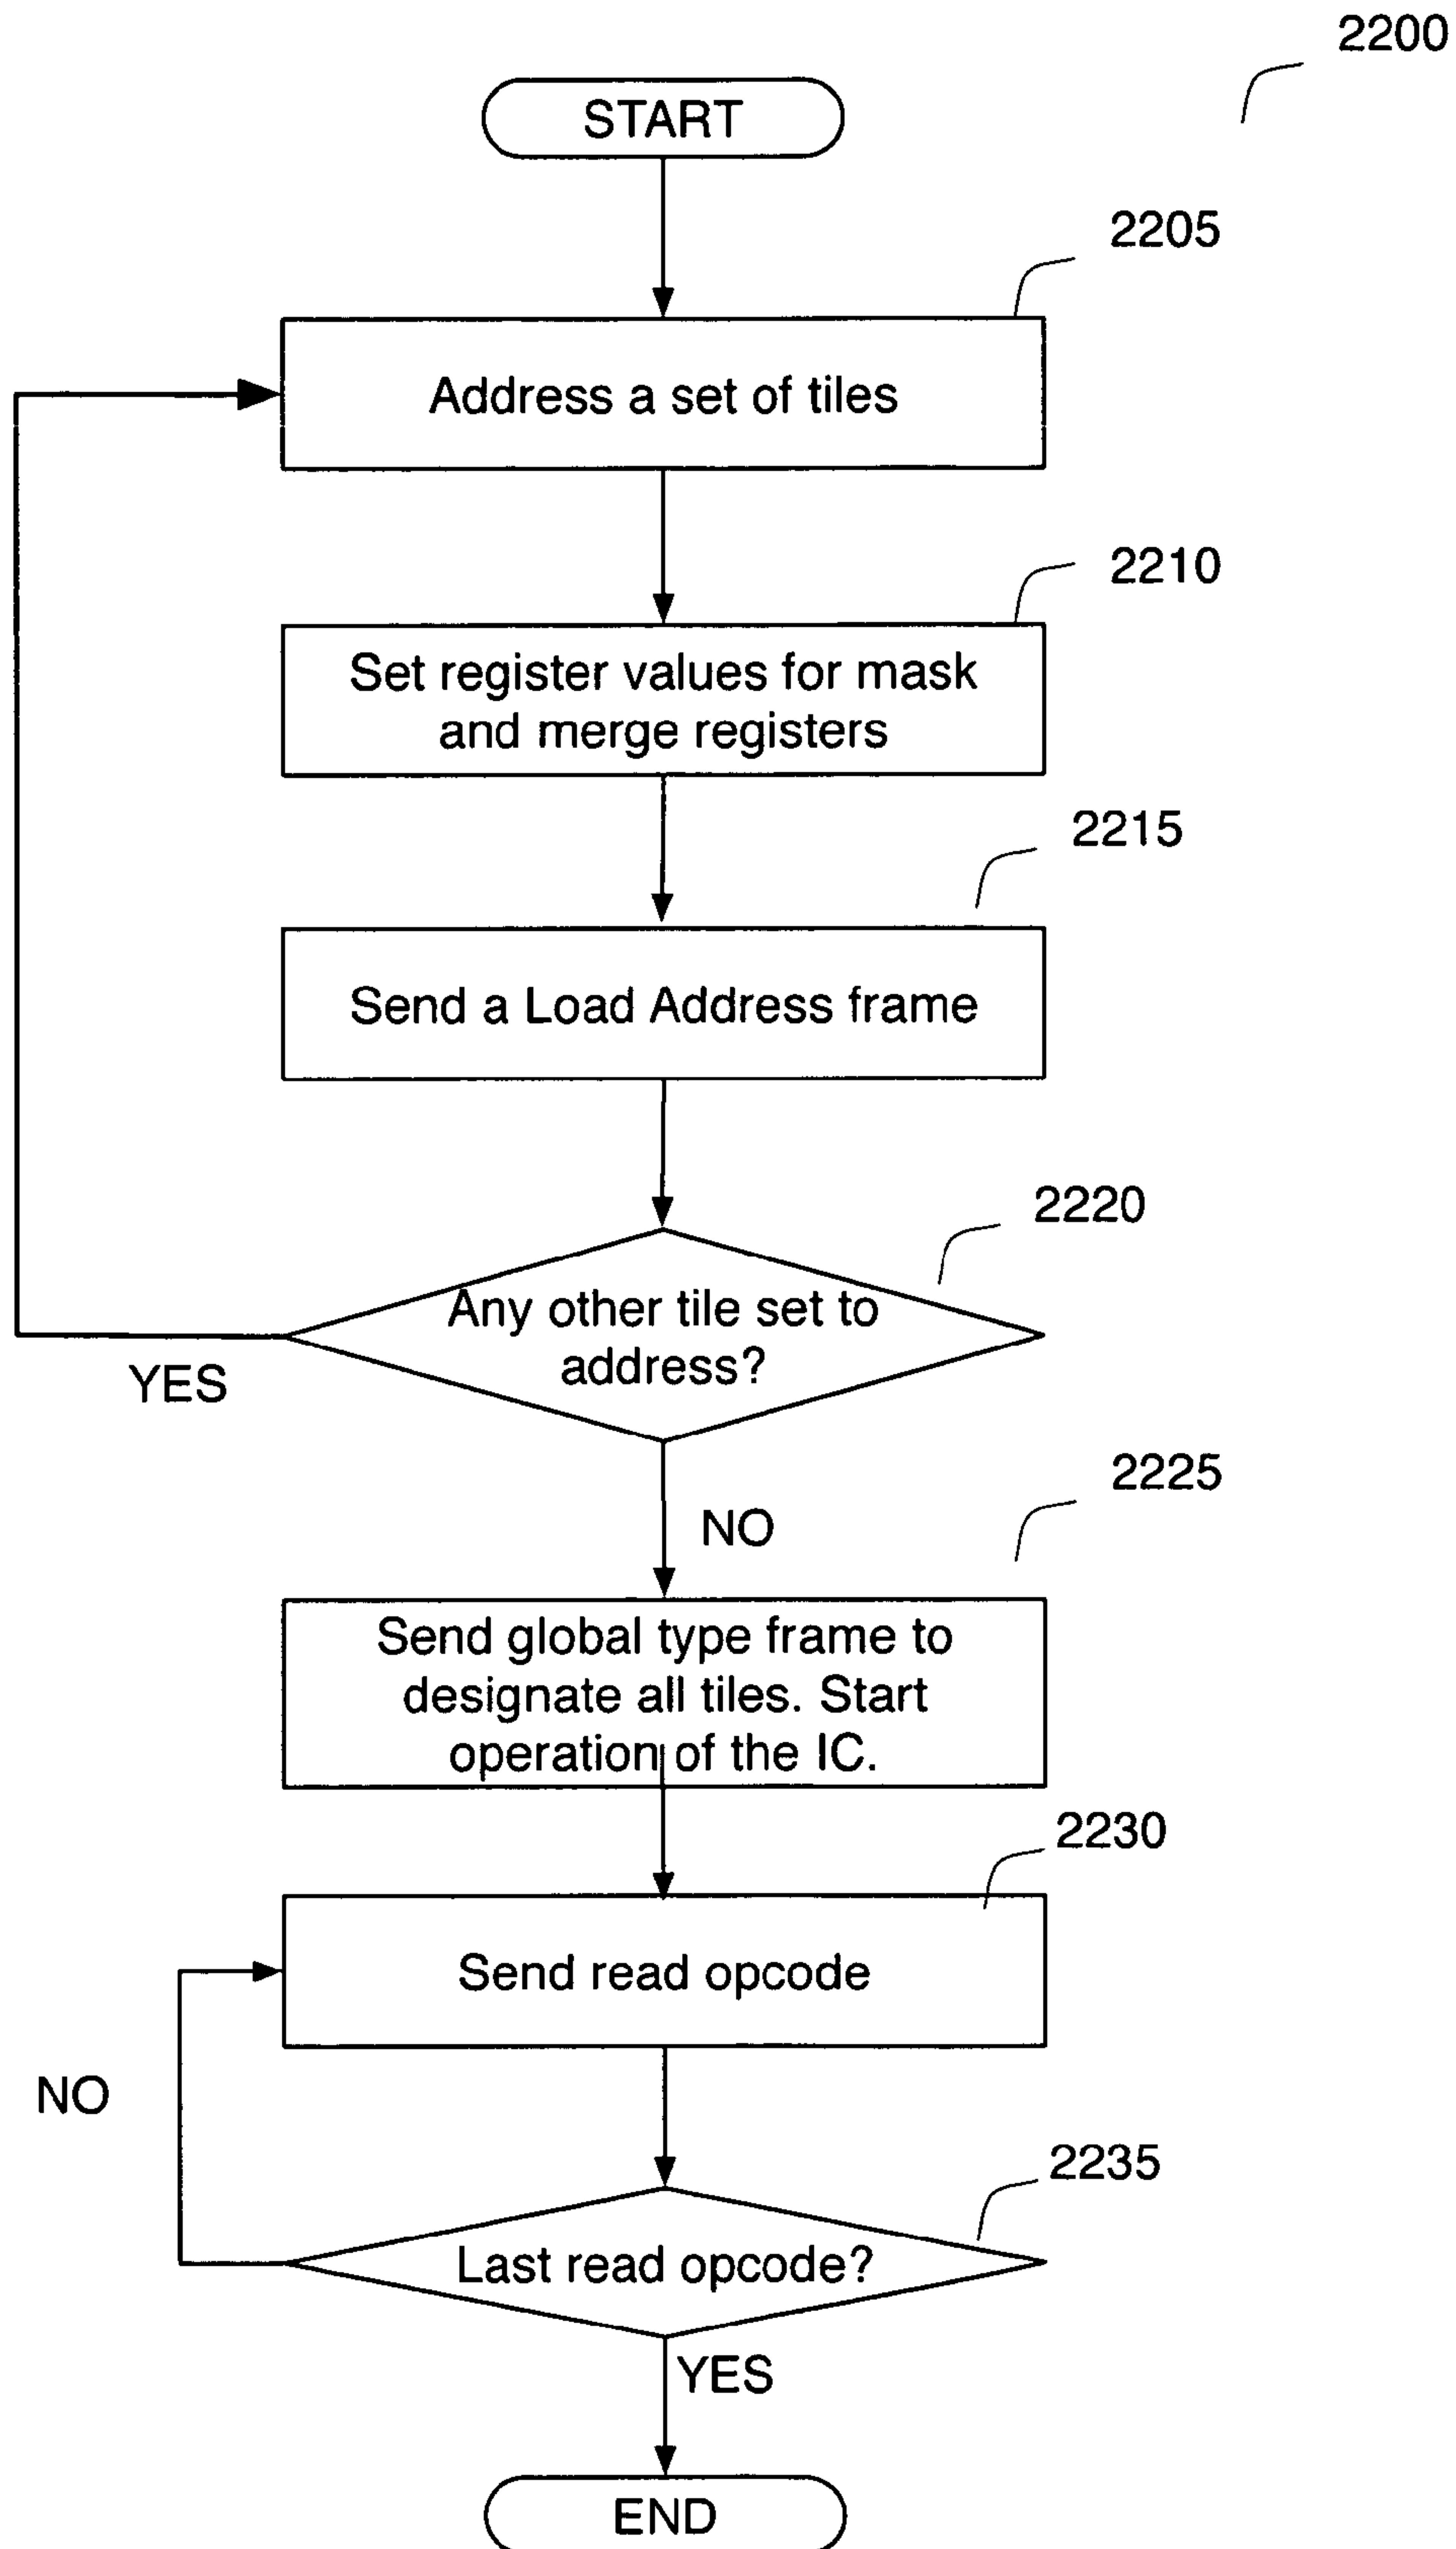 2200
START
2205
Address a set of tiles
2210
Set register values for mask
and merge registers
2215
Send a Load Address frame
2220
Any other tile set to
address?
YES
2225
NO
Send global type frame to
designate all tiles. Start
operation of the IC.
2230
Send read opcode
NO
2235
Last read opcode?
YES
END